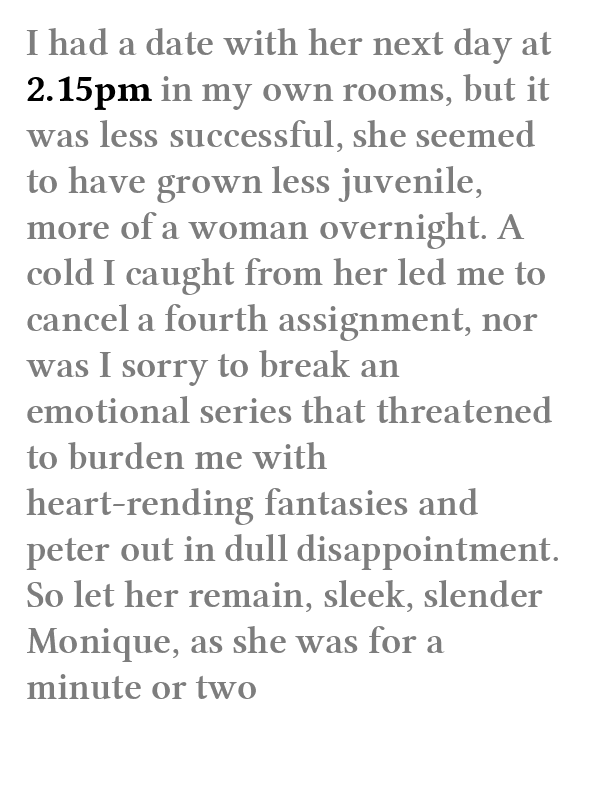 I had a date with her next day at
2.15pm in my own rooms, but it
was less successful, she seemed
to have grown less juvenile,
more of a woman overnight. A
cold I caught from her led me to
cancel a fourth assignment, nor
was I sorry to break an
emotional series that threatened
to burden me with
heart-rending fantasies and
peter out in dull disappointment.
So let her remain, sleek, slender
Monique, as she was for a
minute or two